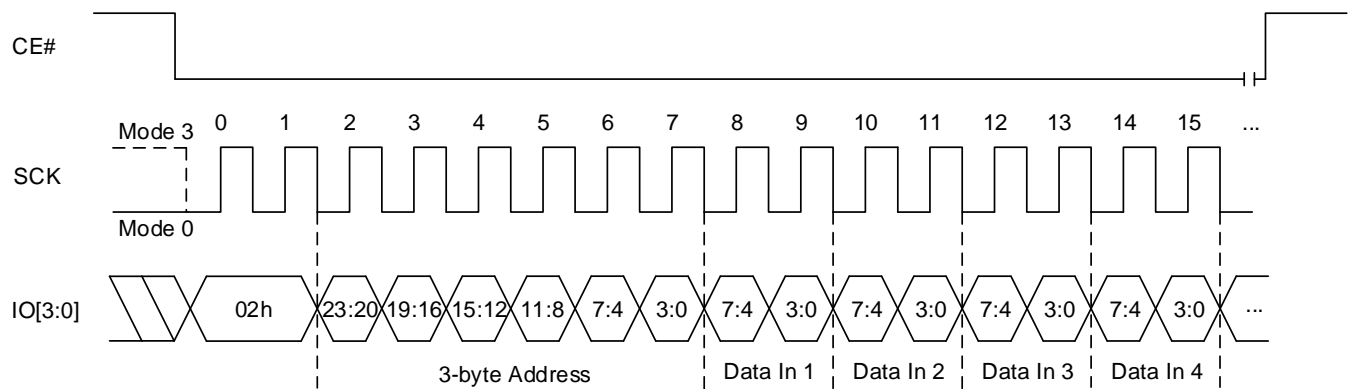 CE#
Mode 3 0 1 2 3 4 5 6 7 8 9 10 11 12 13 14 15 ...
SCK
Mode 0
IO[3:0] 02h 23:20 19:16 15:12 11:8 7:4 3:0 7:4 3:0 7:4 3:0 7:4 3:0 7:4 3:0 ...
3-byte Address Data In 1 Data In 2 Data In 3 Data In 4